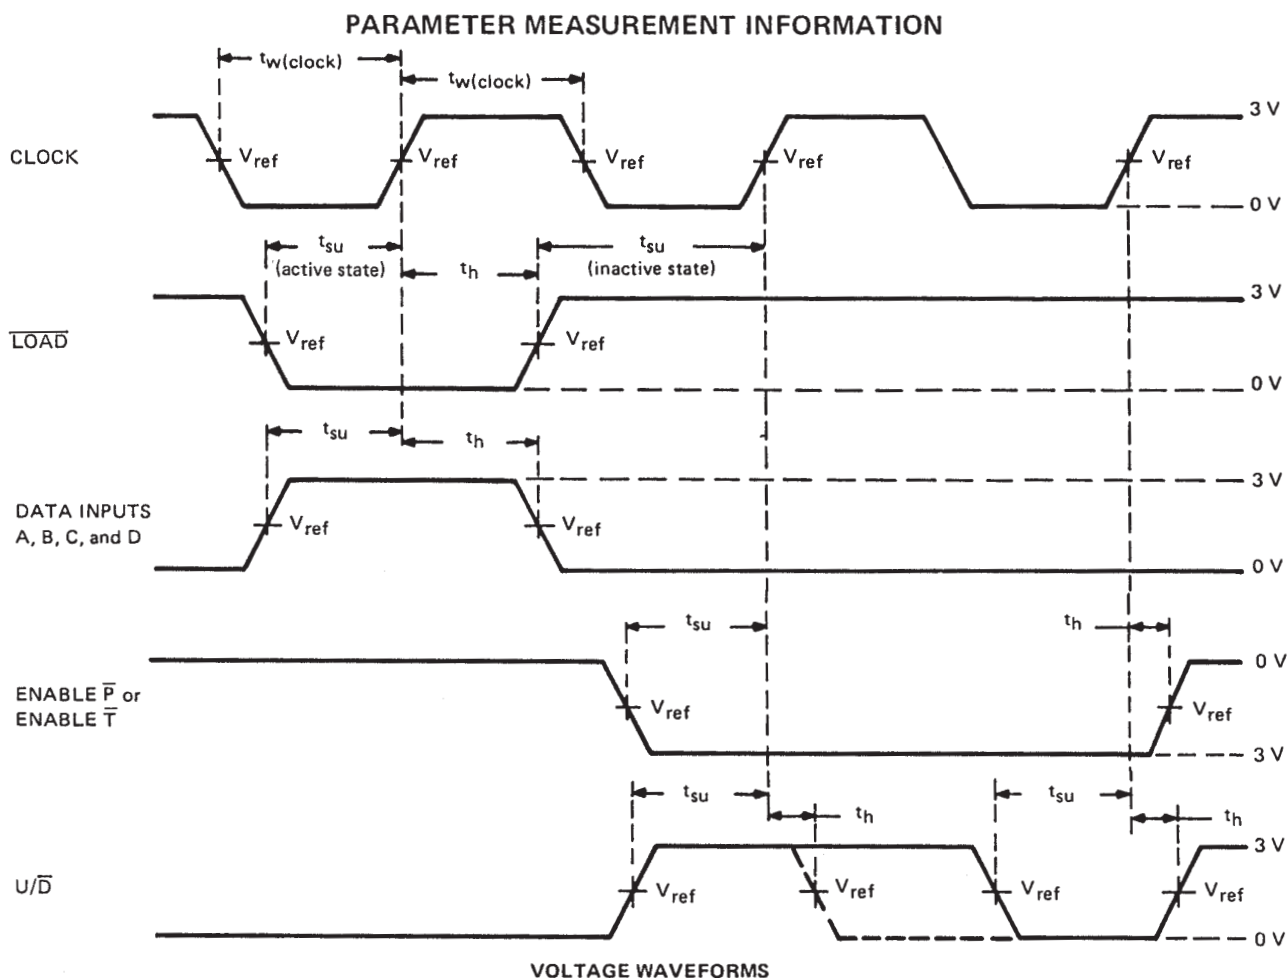 PARAMETER MEASUREMENT INFORMATION
tw(clock)
tw(clock)
3 V
CLOCK
Vref
Vref
Vref
Vref
Vref
0 V
tsu
(active state)
th
tsu
(inactive state)
3 V
L̅O̅A̅D̅
Vref
Vref
0 V
tsu
th
3 V
DATA INPUTS
A, B, C, and D
Vref
Vref
0 V
tsu
th
0 V
ENABLE P̅ or
ENABLE T̅
Vref
Vref
3 V
tsu
th
tsu
th
3 V
U/D̅
Vref
Vref
Vref
Vref
0 V
VOLTAGE WAVEFORMS